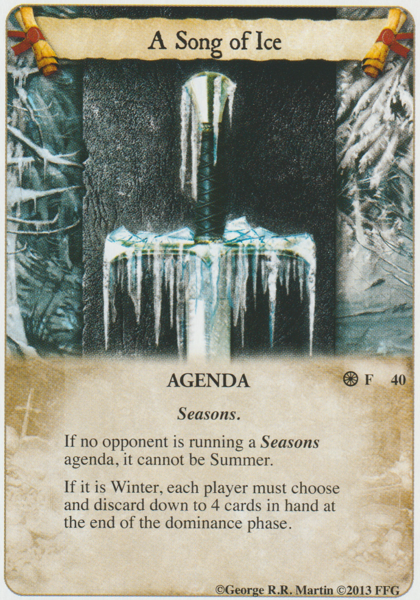 A Song of Ice
AGENDA
F 40
Seasons.
If no opponent is running a Seasons
agenda, it cannot be Summer.
If it is Winter, each player must choose
and discard down to 4 cards in hand at
the end of the dominance phase.
©George R.R. Martin ©2013 FFG